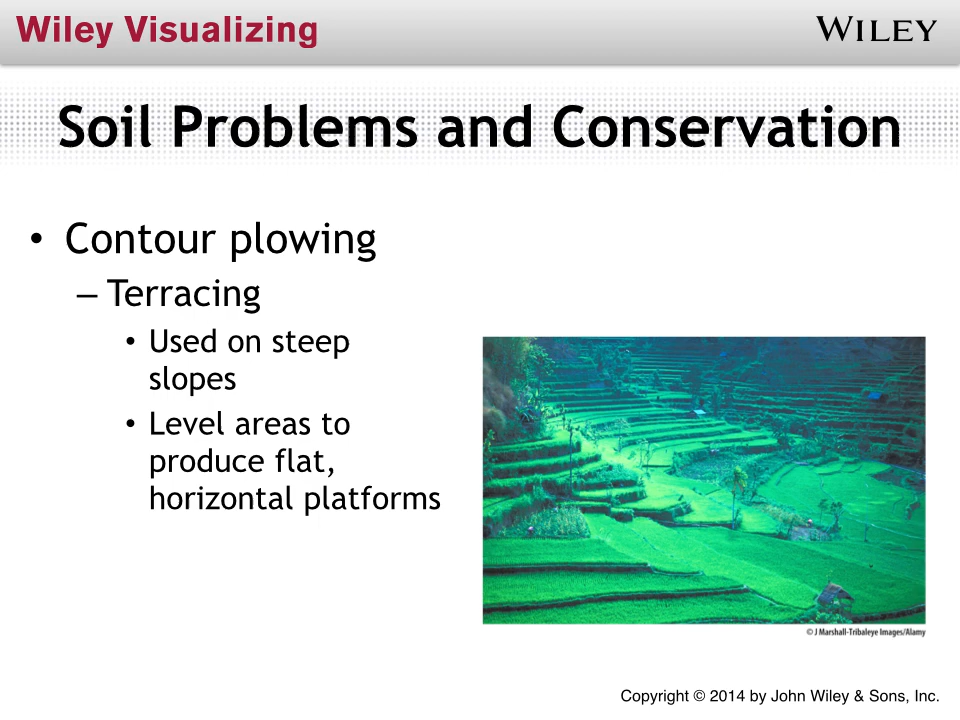 Wiley Visualizing
WILEY
Soil Problems and Conservation
• Contour plowing
– Terracing
• Used on steep
slopes
• Level areas to
produce flat,
horizontal platforms
© J Marshall-Tribaleye Images/Alamy
Copyright © 2014 by John Wiley & Sons, Inc.